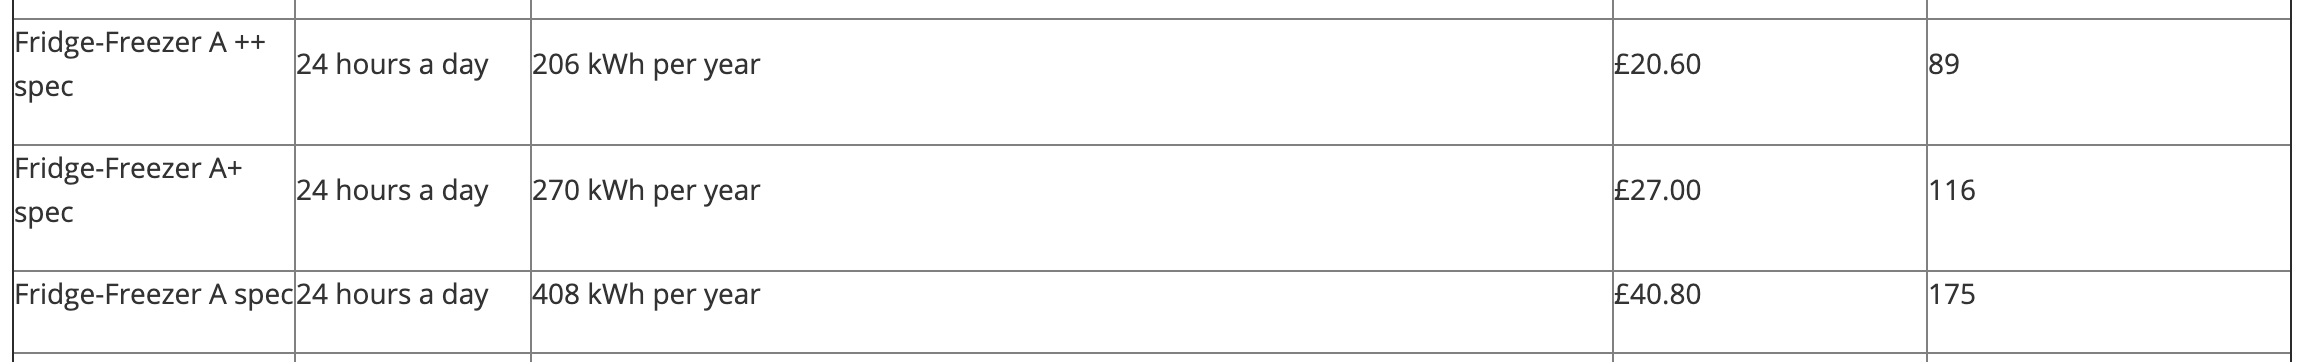 Fridge-Freezer A ++
spec
24 hours a day
206 kWh per year
£20.60
89
Fridge-Freezer A+
spec
24 hours a day
270 kWh per year
£27.00
116
Fridge-Freezer A spec
24 hours a day
408 kWh per year
£40.80
175